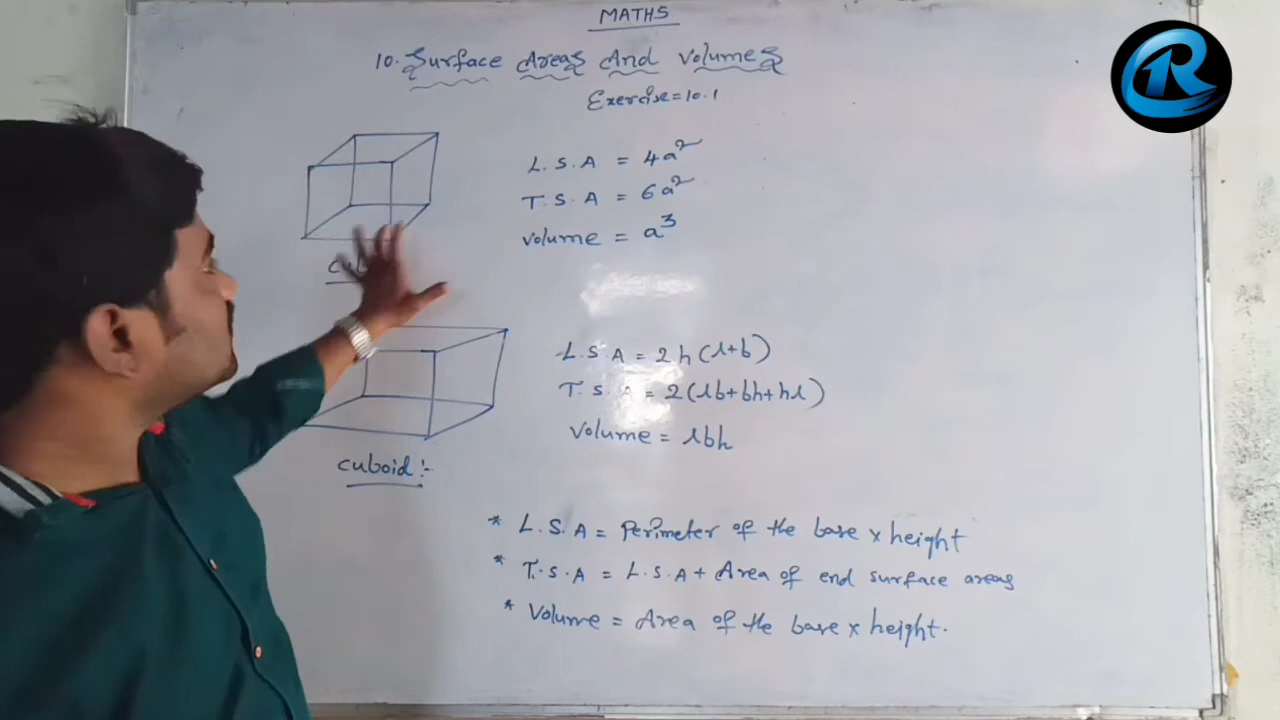 MATHS
10. Surface Areas And Volumes
Exercise = 10.1
L.S.A = 4a²
T.S.A = 6a²
Volume = a³
L.S.A = 2h(l+b)
T.S.A = 2(lb+bh+hl)
Volume = lbh
cuboid :-
* L.S.A = Perimeter of the base x height
* T.S.A = L.S.A + Area of end surface areas
* Volume = Area of the base x height.